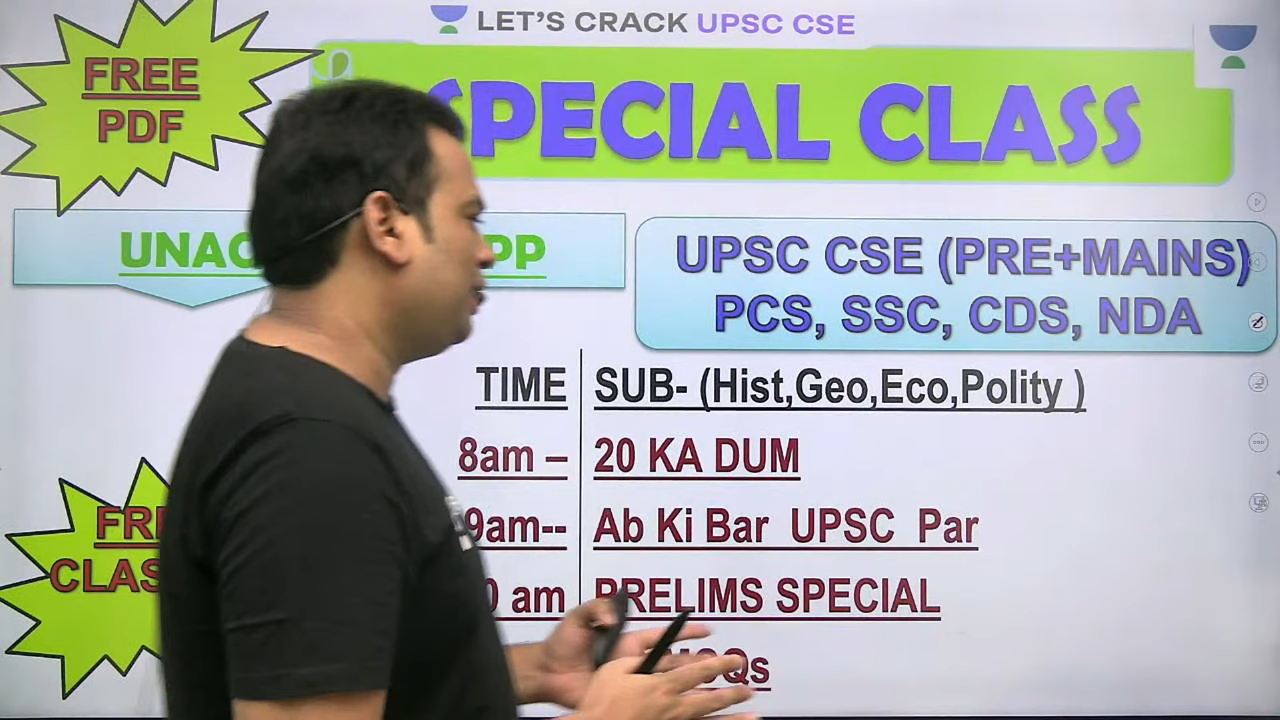 LET'S CRACK UPSC CSE
FREE
PDF
SPECIAL CLASS
UPSC CSE (PRE+MAINS)
PCS, SSC, CDS, NDA
TIME SUB- (Hist,Geo,Eco,Polity )
8am – 20 KA DUM
9am-- Ab Ki Bar UPSC Par
am PRELIMS SPECIAL